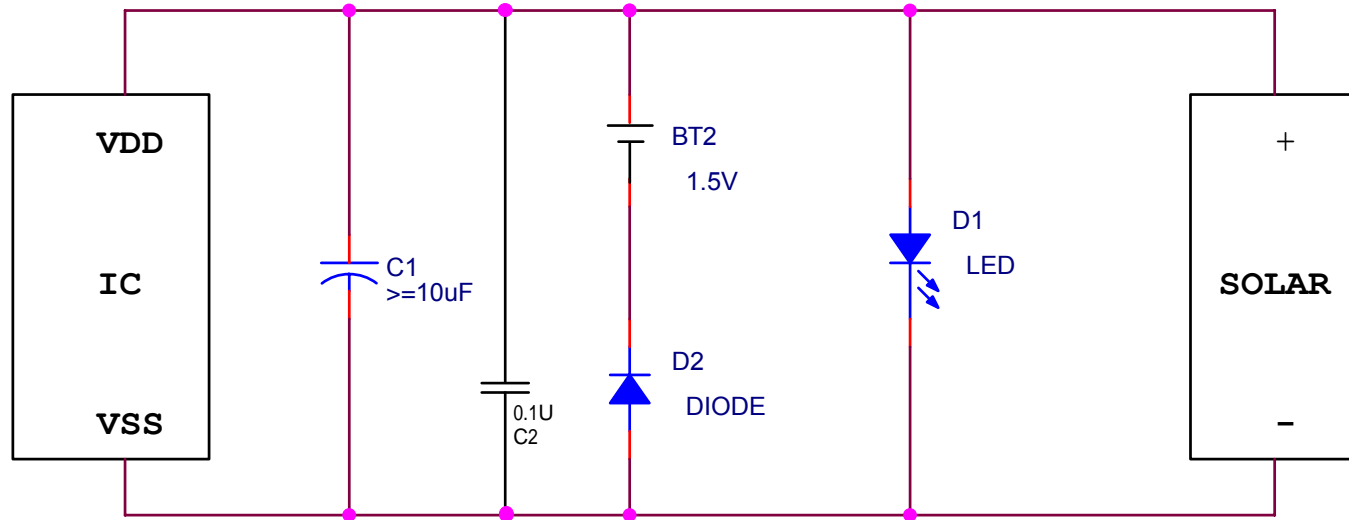 VDD
IC
VSS
C1
>=10uF
0.1U
C2
BT2
1.5V
D2
DIODE
D1
LED
+
SOLAR
-